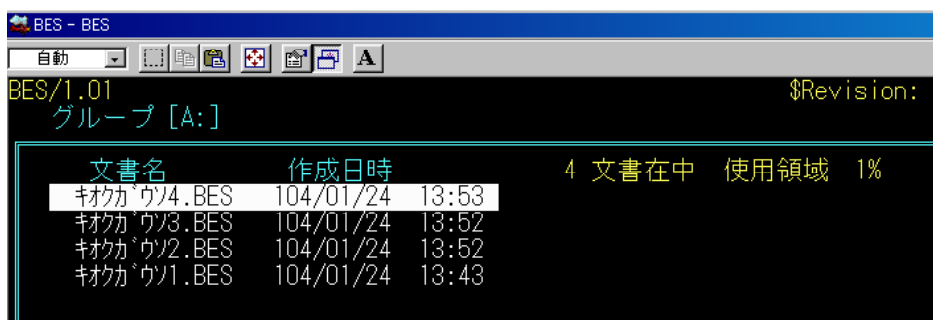 BES - BES
自動
A
BES/1.01 $Revision:
グループ [A:]
文書名 作成日時 4 文書在中 使用領域 1%
ｷｵｸｶﾞｳｿ4.BES 104/01/24 13:53
ｷｵｸｶﾞｳｿ3.BES 104/01/24 13:52
ｷｵｸｶﾞｳｿ2.BES 104/01/24 13:52
ｷｵｸｶﾞｳｿ1.BES 104/01/24 13:43